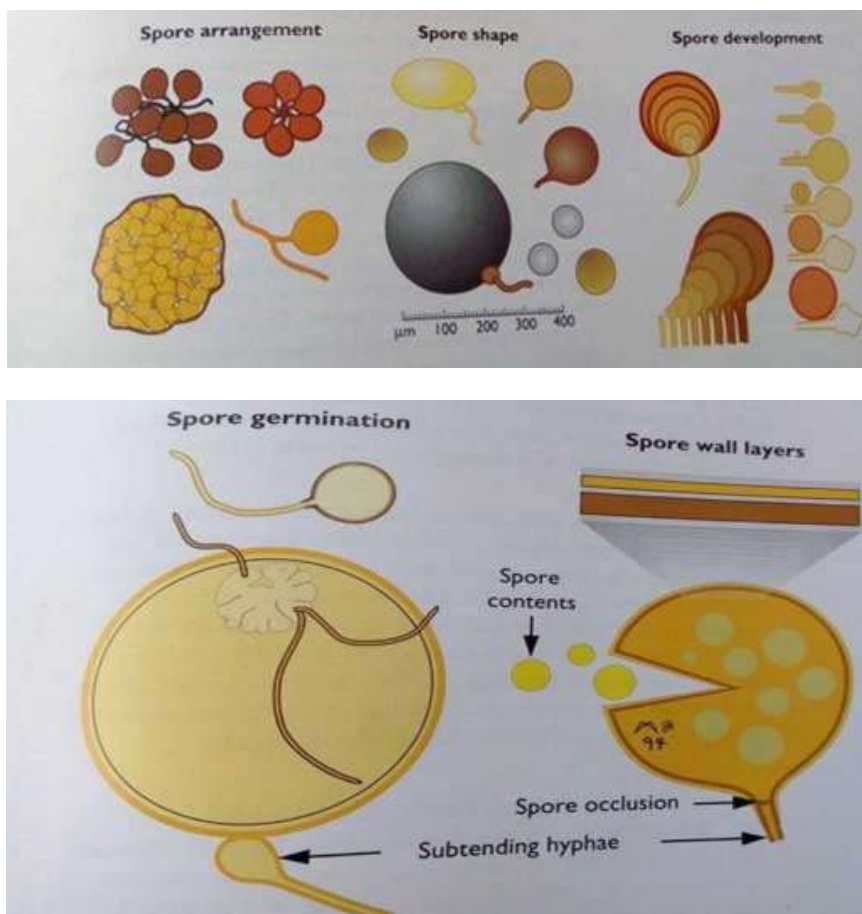 Spore arrangement
Spore shape
Spore development
μm 100 200 300 400
Spore germination
Spore wall layers
Spore
contents
94
Spore occlusion
Subtending hyphae